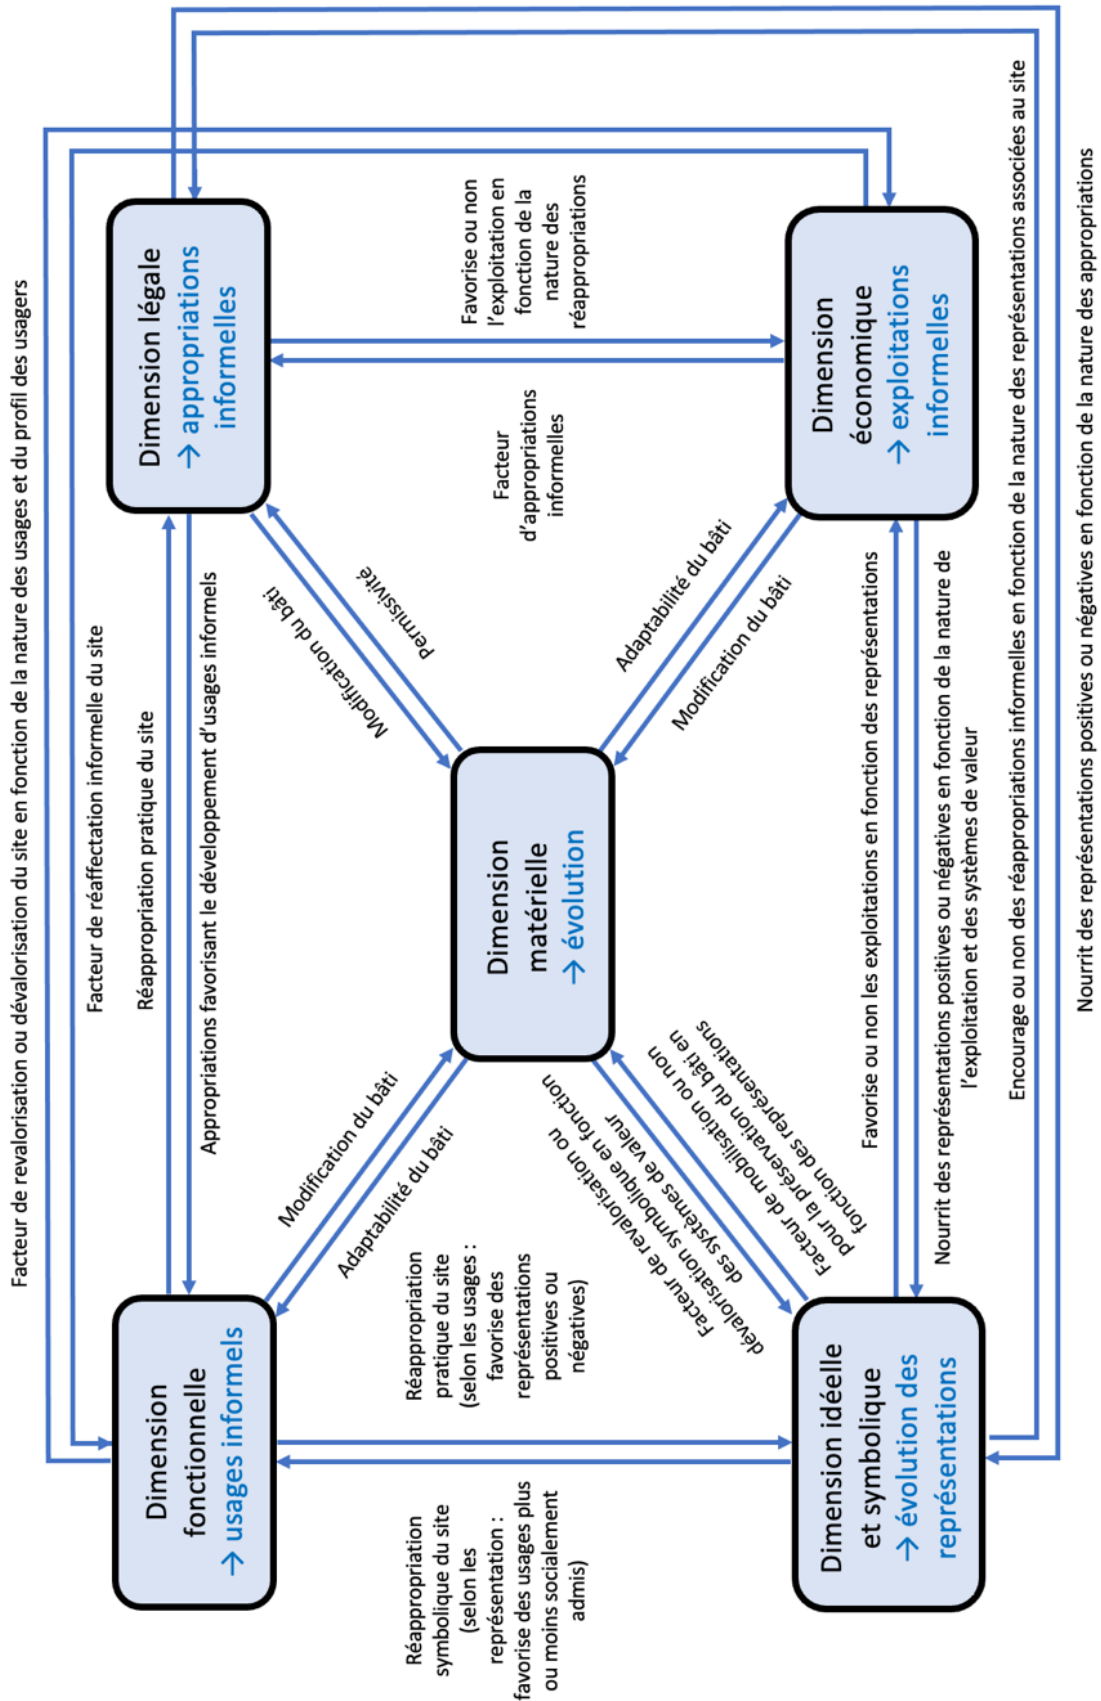 Facteur de revalorisation ou dévalorisation du site en fonction de la nature des usages et du profil des usagers
Facteur de réaffectation informelle du site
Réappropriation pratique du site
Appropriations favorisant le développement d'usages informels
Dimension
fonctionnelle
→ usages informels
Dimension légale
→ appropriations
informelles
Modification du bâti
Adaptabilité du bâti
Modification du bâti
Permissivité
Réappropriation
symbolique du site
(selon les
représentation :
favorise des usages plus
ou moins socialement
admis)
Réappropriation
pratique du site
(selon les usages :
favorise des
représentations
positives ou
négatives)
Dimension
matérielle
→ évolution
Facteur
d'appropriations
informelles
Favorise ou non
l'exploitation en
fonction de la
nature des
réappropriations
Facteur de revalorisation ou
dévalorisation symbolique en fonction
des systèmes de valeur
Facteur de mobilisation ou non
pour la préservation du bâti en
fonction des représentations
Adaptabilité du bâti
Modification du bâti
Dimension idéelle
et symbolique
→ évolution des
représentations
Dimension
économique
→ exploitations
informelles
Favorise ou non les exploitations en fonction des représentations
Nourrit des représentations positives ou négatives en fonction de la nature de
l'exploitation et des systèmes de valeur
Encourage ou non des réappropriations informelles en fonction de la nature des représentations associées au site
Nourrit des représentations positives ou négatives en fonction de la nature des appropriations